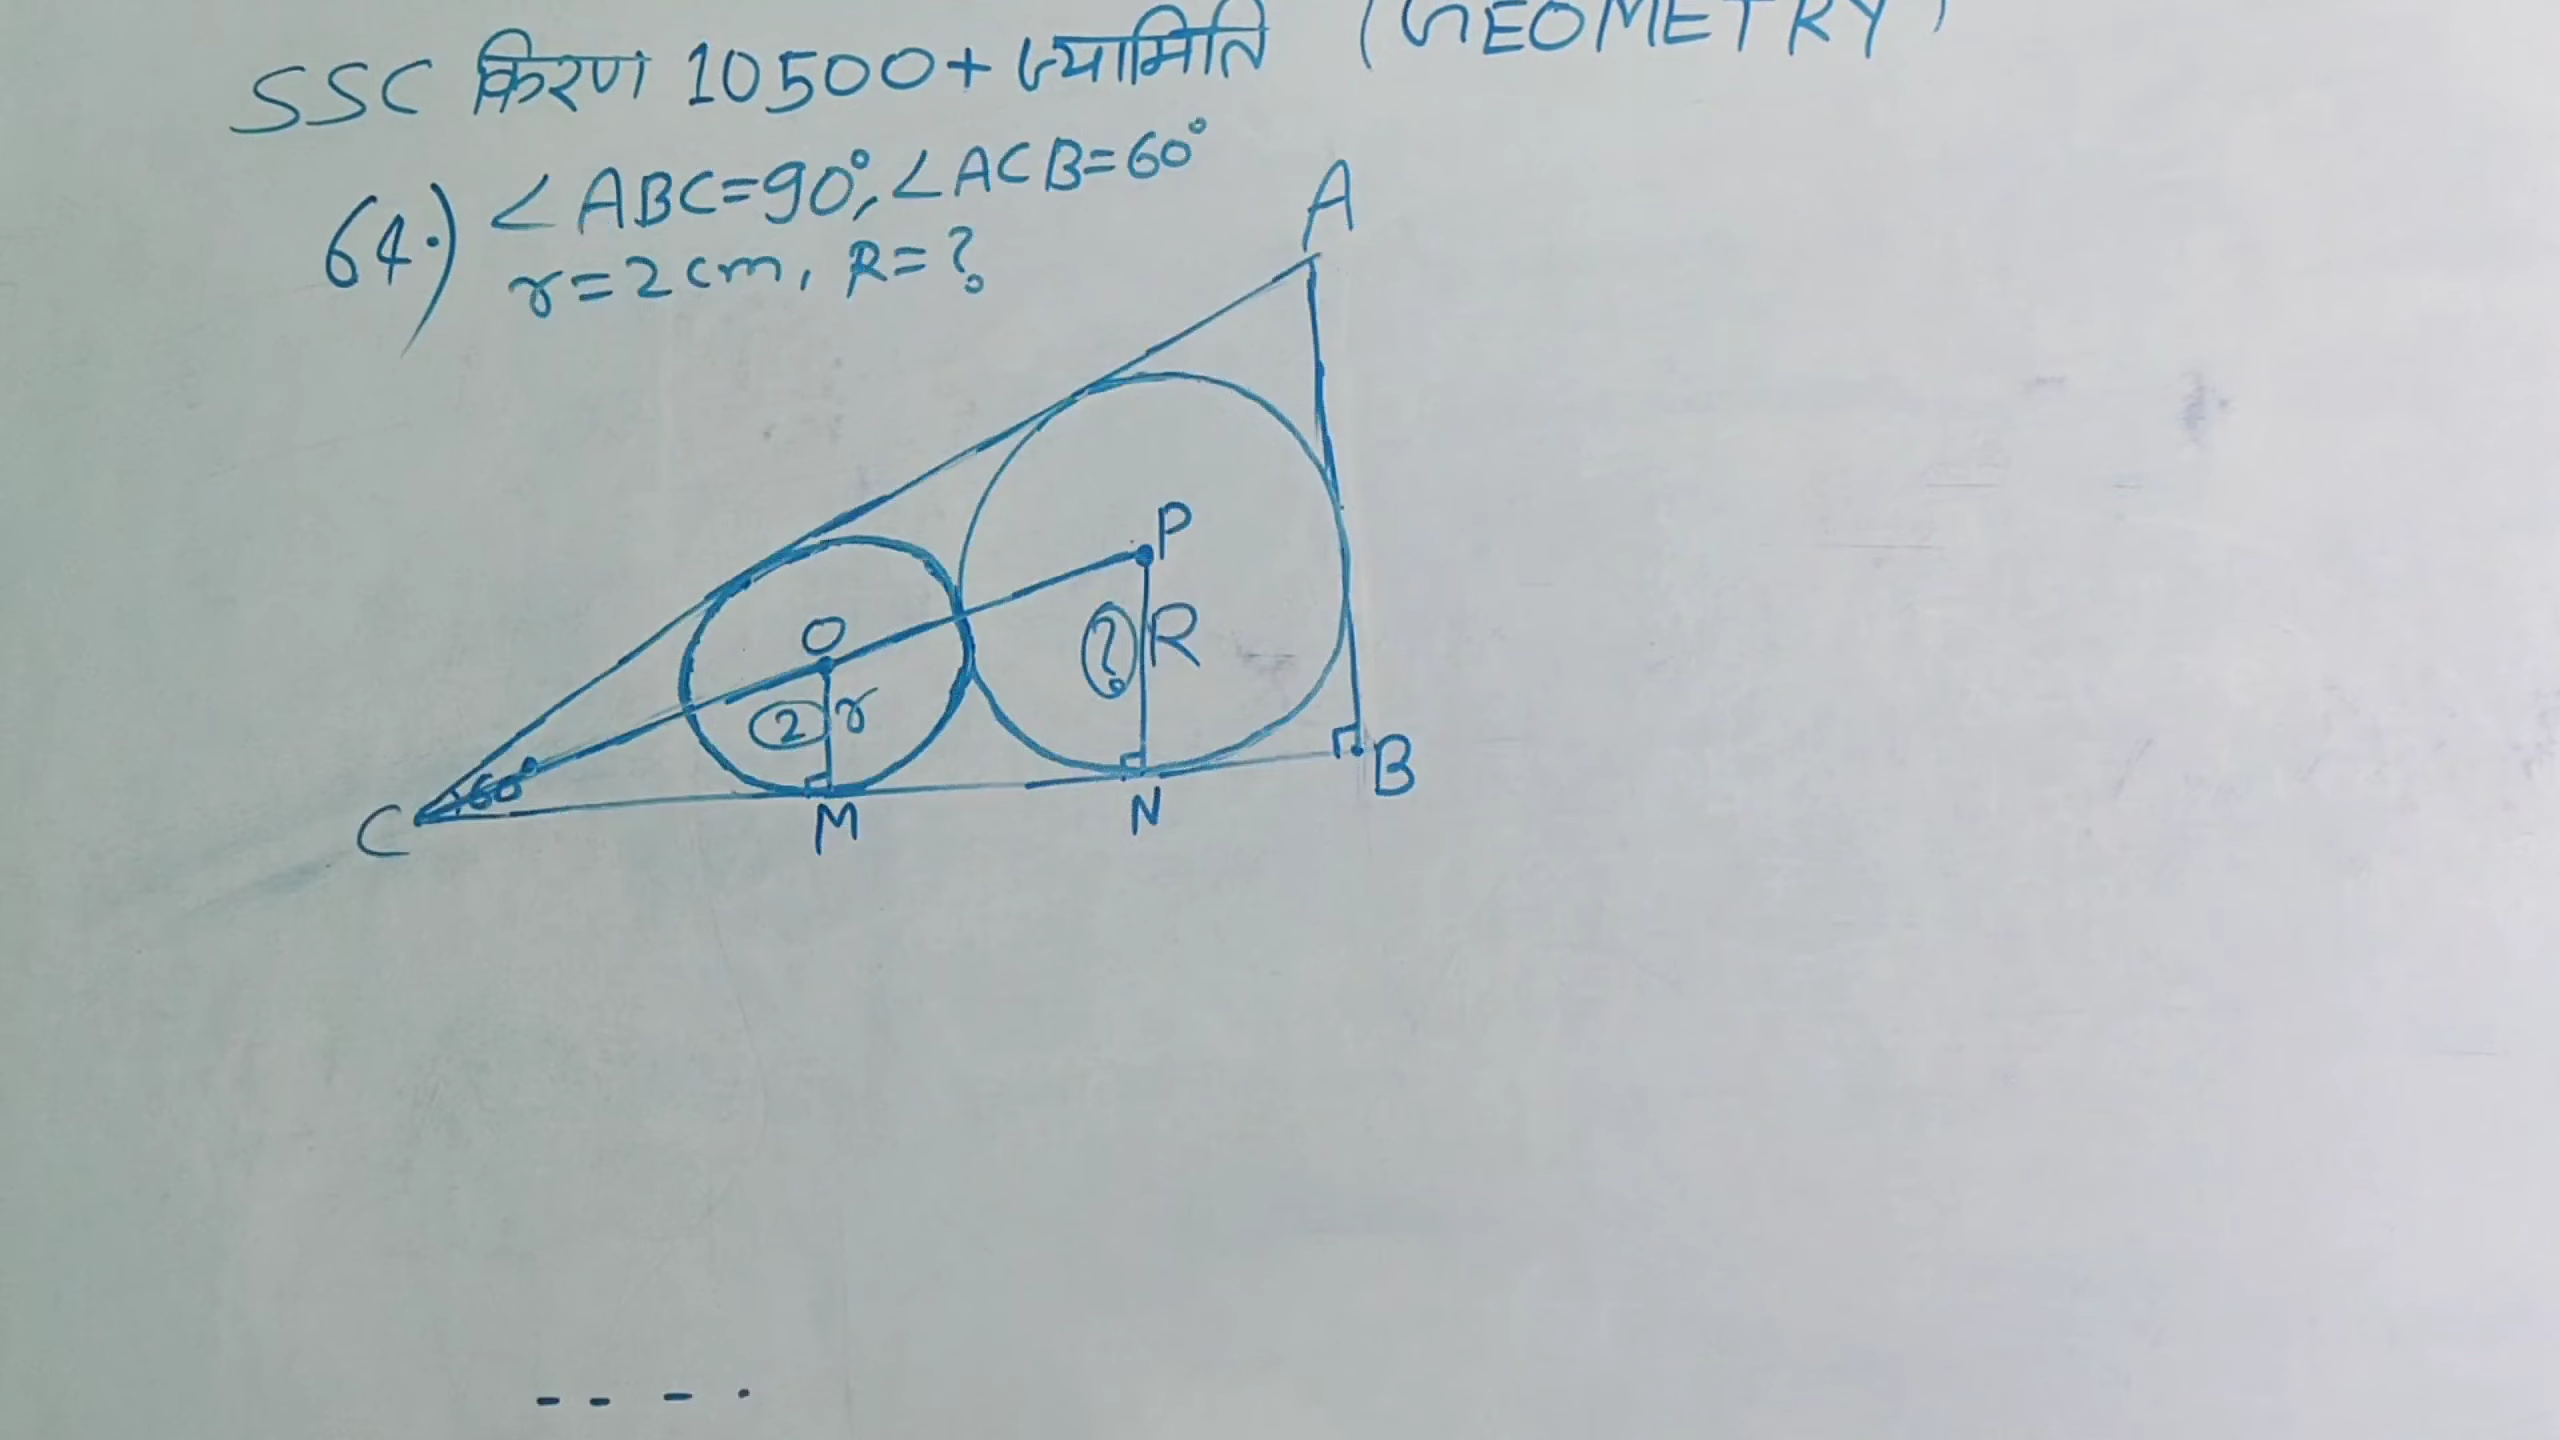 SSC किरण 10500+ ज्यामिति (GEOMETRY)
64.) ∠ABC=90°, ∠ACB=60°
r=2cm, R=?
A
P
O
? R
2 r
60°
B
C
M
N